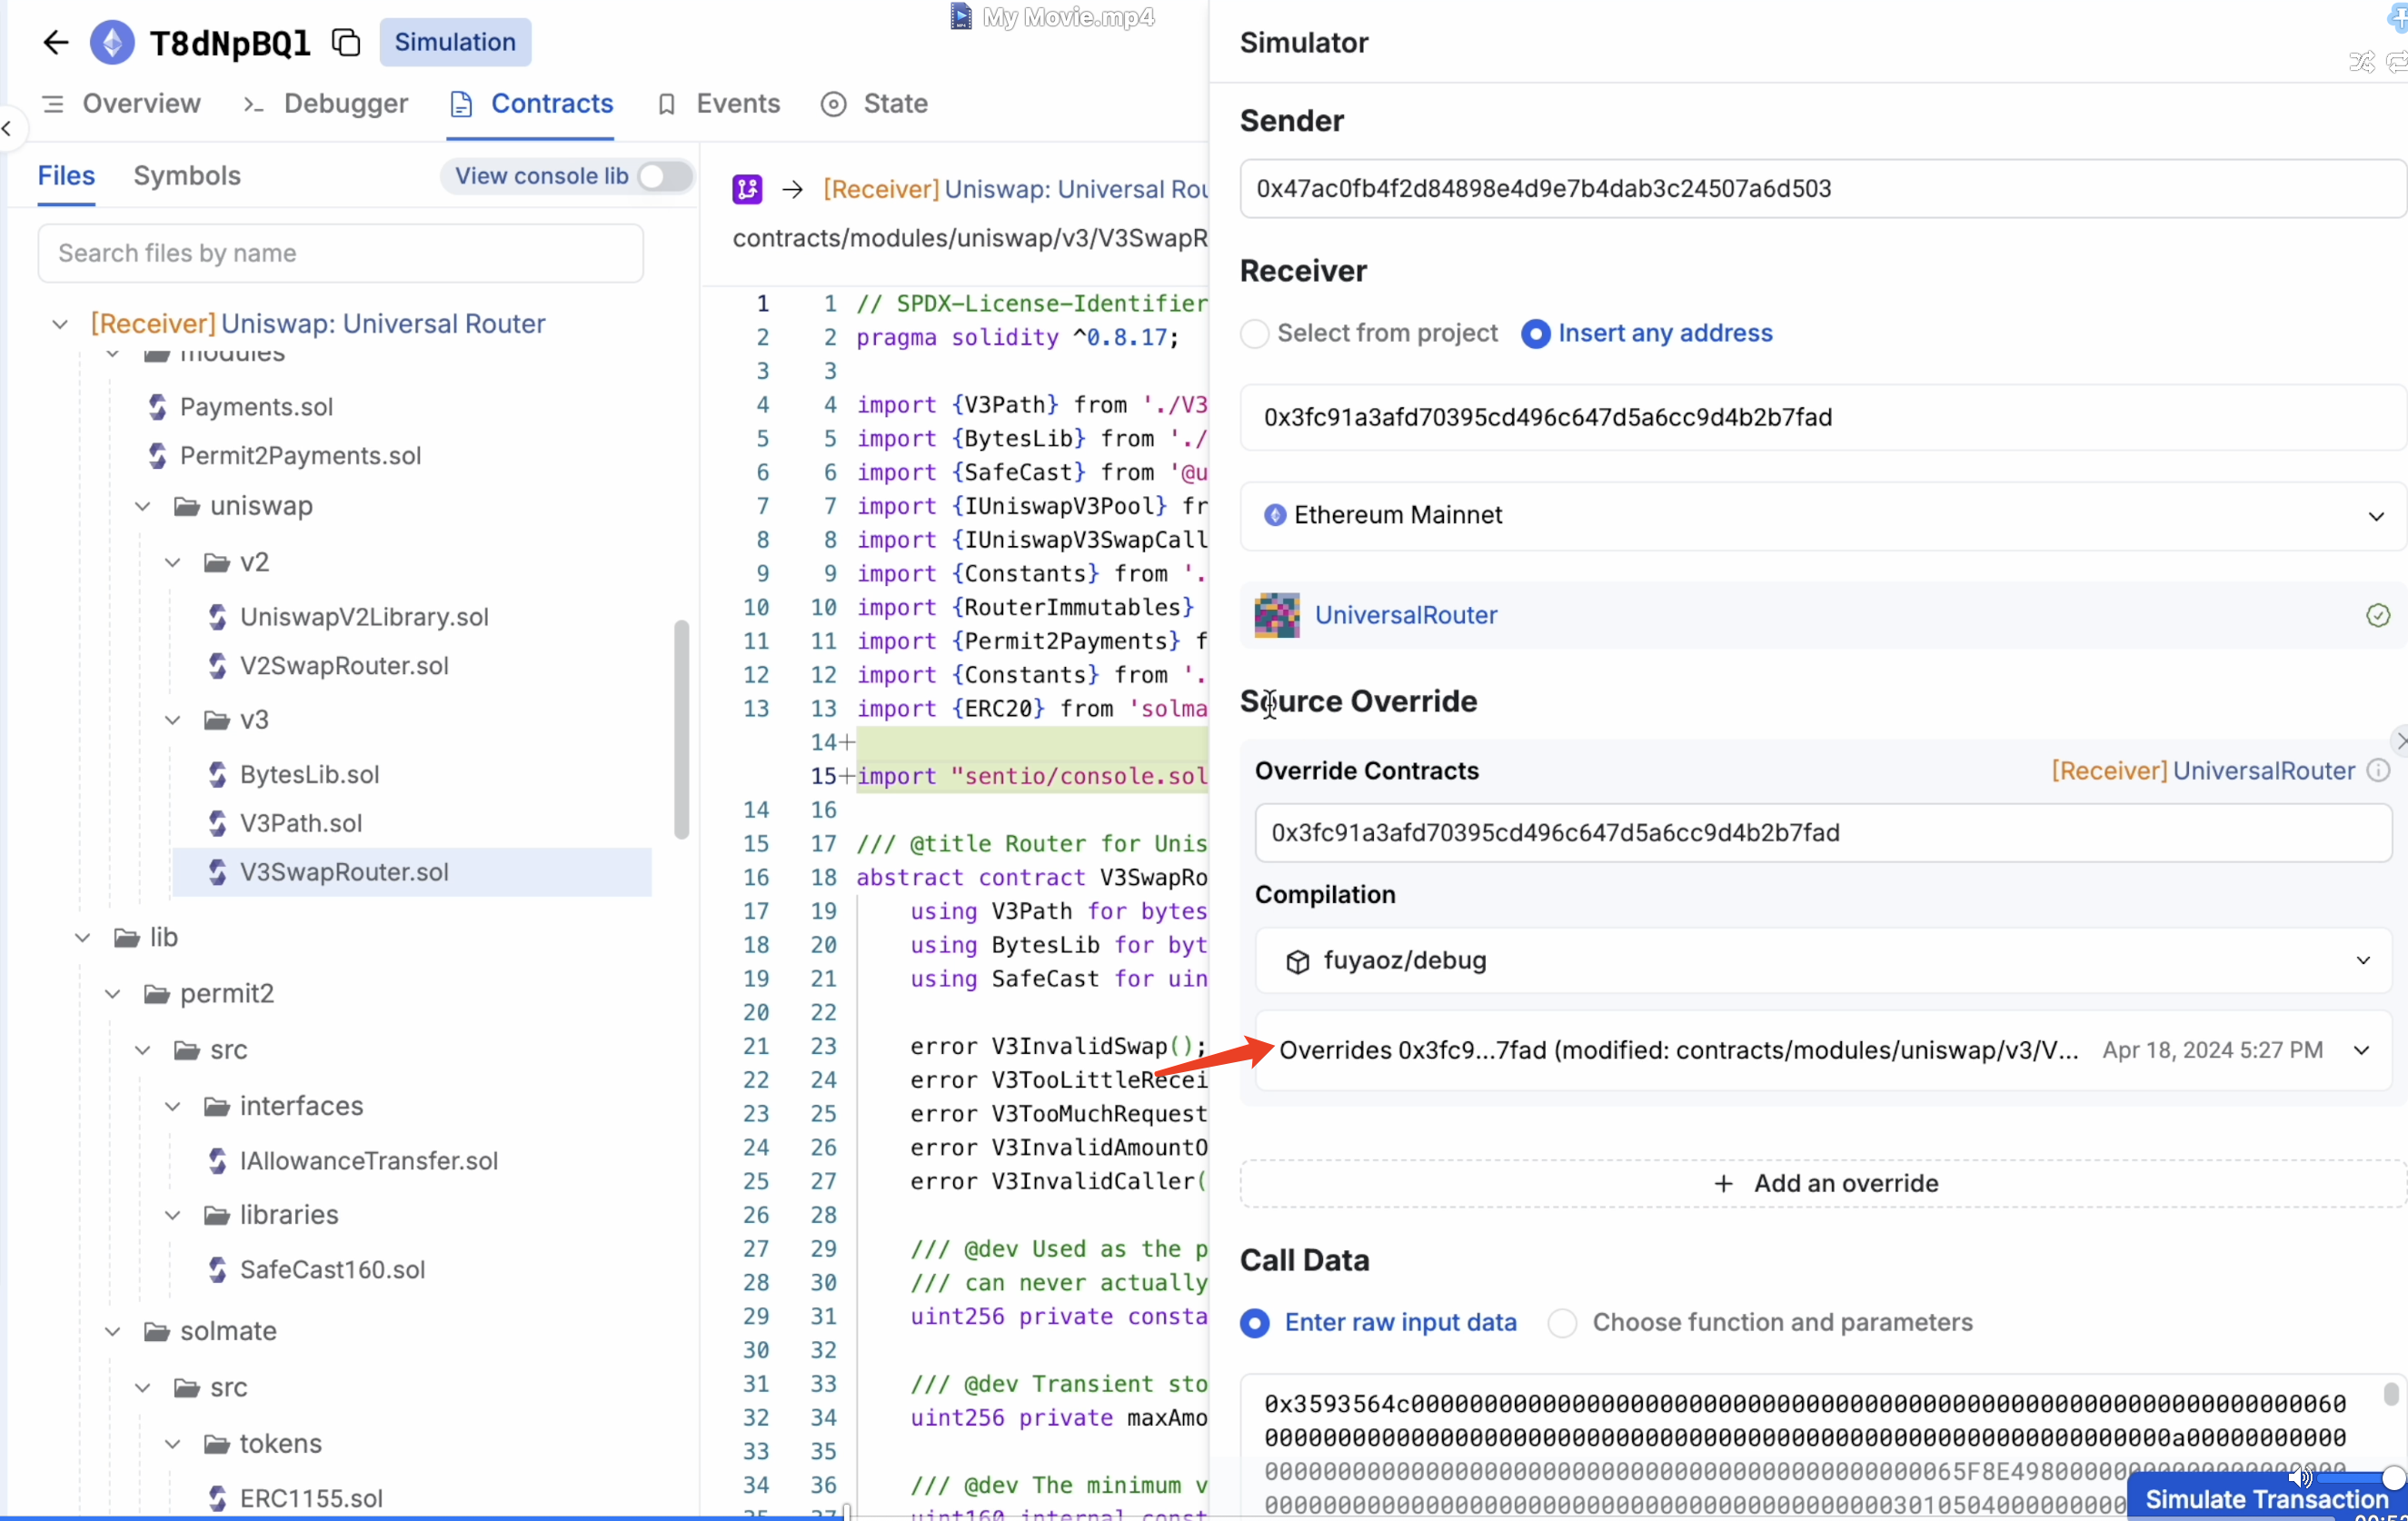 My Movie.mp4
T8dNpBQl
Simulation
Overview
Debugger
Contracts
Events
State
Files
Symbols
View console lib
Search files by name
[Receiver] Uniswap: Universal Router
modules
Payments.sol
Permit2Payments.sol
uniswap
v2
UniswapV2Library.sol
V2SwapRouter.sol
v3
BytesLib.sol
V3Path.sol
V3SwapRouter.sol
lib
permit2
src
interfaces
IAllowanceTransfer.sol
libraries
SafeCast160.sol
solmate
src
tokens
ERC1155.sol
→ [Receiver] Uniswap: Universal Rou
contracts/modules/uniswap/v3/V3SwapR
1 1 // SPDX-License-Identifier
2 2 pragma solidity ^0.8.17;
3 3
4 4 import {V3Path} from './V3
5 5 import {BytesLib} from './
6 6 import {SafeCast} from '@u
7 7 import {IUniswapV3Pool} fr
8 8 import {IUniswapV3SwapCall
9 9 import {Constants} from '.
10 10 import {RouterImmutables}
11 11 import {Permit2Payments} f
12 12 import {Constants} from '.
13 13 import {ERC20} from 'solma
14+
15+ import "sentio/console.sol
14 16
15 17 /// @title Router for Unis
16 18 abstract contract V3SwapRo
17 19 using V3Path for bytes
18 20 using BytesLib for byt
19 21 using SafeCast for uin
20 22
21 23 error V3InvalidSwap();
22 24 error V3TooLittleRecei
23 25 error V3TooMuchRequest
24 26 error V3InvalidAmountO
25 27 error V3InvalidCaller(
26 28
27 29 /// @dev Used as the p
28 30 /// can never actually
29 31 uint256 private consta
30 32
31 33 /// @dev Transient sto
32 34 uint256 private maxAmo
33 35
34 36 /// @dev The minimum v
35 37 uint160 internal const
Simulator
Sender
0x47ac0fb4f2d84898e4d9e7b4dab3c24507a6d503
Receiver
Select from project
Insert any address
0x3fc91a3afd70395cd496c647d5a6cc9d4b2b7fad
Ethereum Mainnet
UniversalRouter
Source Override
Override Contracts
[Receiver] UniversalRouter
0x3fc91a3afd70395cd496c647d5a6cc9d4b2b7fad
Compilation
fuyaoz/debug
Overrides 0x3fc9...7fad (modified: contracts/modules/uniswap/v3/V... Apr 18, 2024 5:27 PM
+ Add an override
Call Data
Enter raw input data
Choose function and parameters
Simulate Transaction